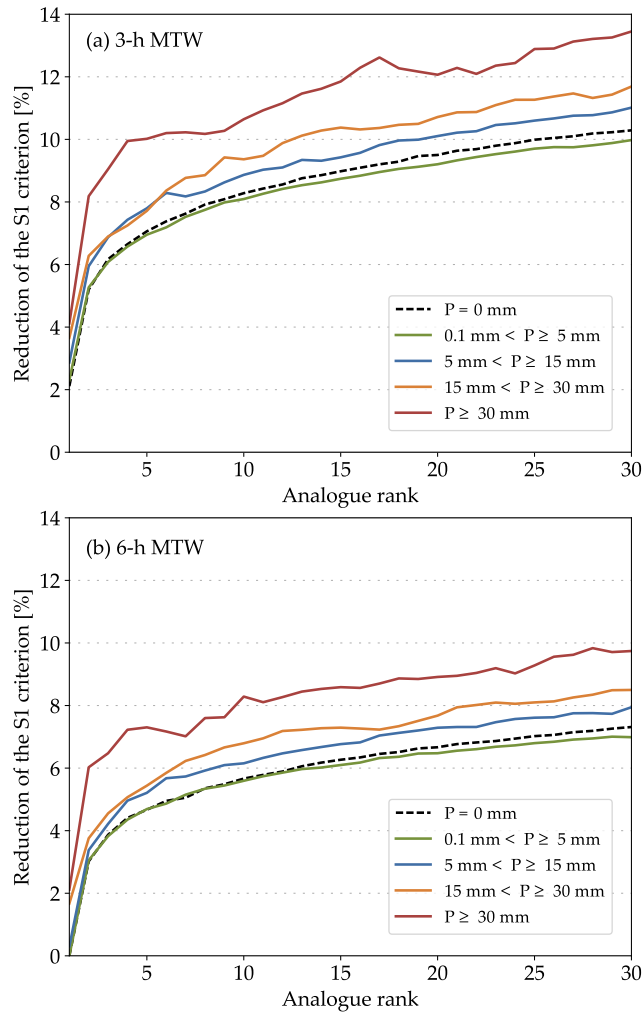 14
12
10
8
6
4
2
0
Reduction of the S1 criterion [%]
(a) 3-h MTW
P = 0 mm
0.1 mm < P ≥ 5 mm
5 mm < P ≥ 15 mm
15 mm < P ≥ 30 mm
P ≥ 30 mm
5 10 15 20 25 30
Analogue rank
14
12
10
8
6
4
2
0
Reduction of the S1 criterion [%]
(b) 6-h MTW
P = 0 mm
0.1 mm < P ≥ 5 mm
5 mm < P ≥ 15 mm
15 mm < P ≥ 30 mm
P ≥ 30 mm
5 10 15 20 25 30
Analogue rank